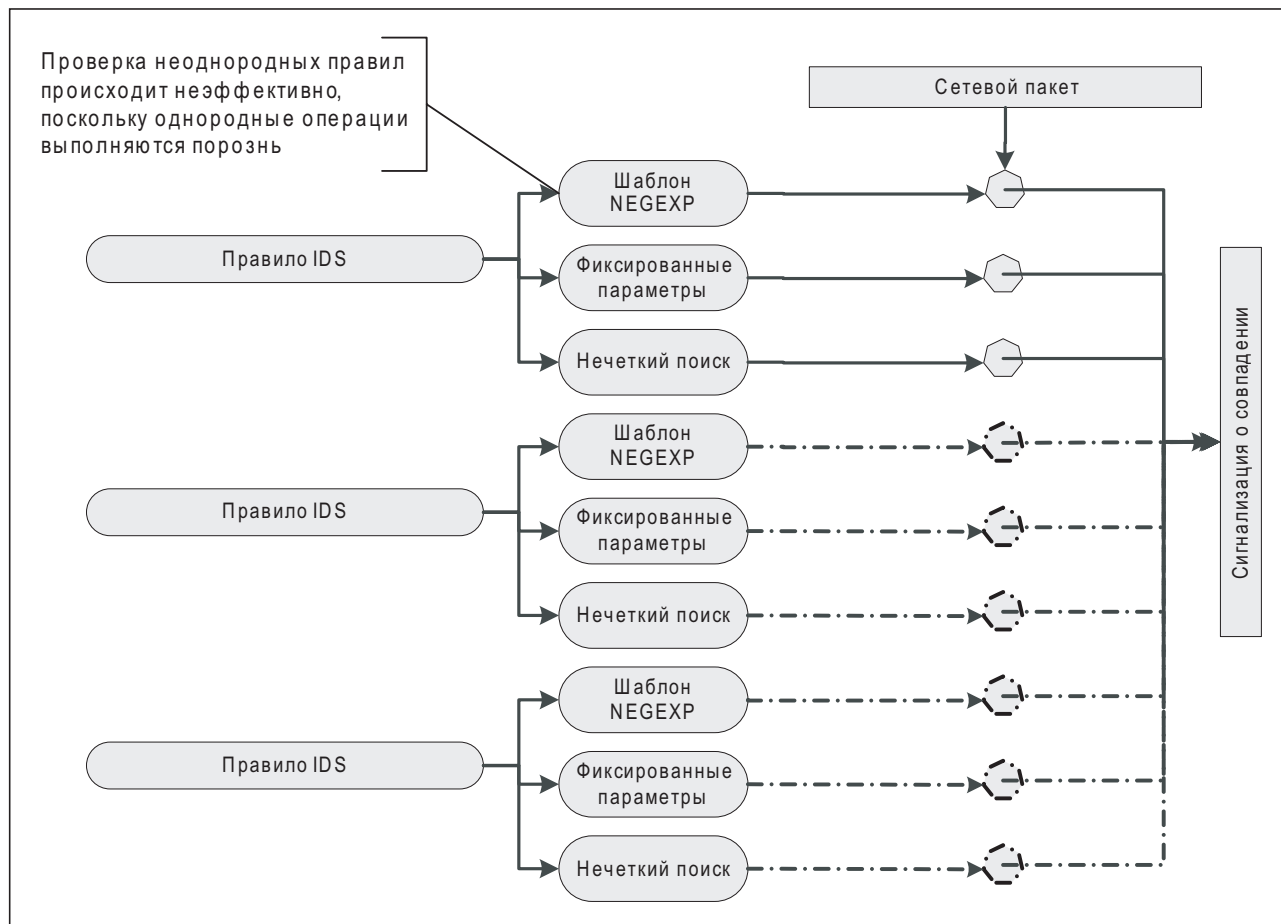 Проверка неоднородных правил
происходит неэффективно,
поскольку однородные операции
выполняются порознь
Сетевой пакет
Шаблон
NEGEXP
Правило IDS
Фиксированные
параметры
Нечеткий поиск
Сигнализация о совпадении
Шаблон
NEGEXP
Правило IDS
Фиксированные
параметры
Нечеткий поиск
Шаблон
NEGEXP
Правило IDS
Фиксированные
параметры
Нечеткий поиск